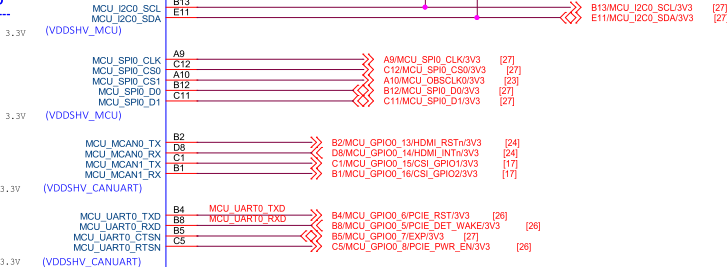 MCU_I2C0_SCL B13 B13/MCU_I2C0_SCL/3V3 [27]
MCU_I2C0_SDA E11 E11/MCU_I2C0_SDA/3V3 [27]
3.3V (VDDSHV_MCU)
MCU_SPI0_CLK A9 A9/MCU_SPI0_CLK/3V3 [27]
MCU_SPI0_CS0 C12 C12/MCU_SPI0_CS0/3V3 [27]
MCU_SPI0_CS1 A10 A10/MCU_OBSCLK0/3V3 [23]
MCU_SPI0_D0 B12 B12/MCU_SPI0_D0/3V3 [27]
MCU_SPI0_D1 C11 C11/MCU_SPI0_D1/3V3 [27]
3.3V (VDDSHV_MCU)
MCU_MCAN0_TX B2 B2/MCU_GPIO0_13/HDMI_RSTn/3V3 [24]
MCU_MCAN0_RX D8 D8/MCU_GPIO0_14/HDMI_INTn/3V3 [24]
MCU_MCAN1_TX C1 C1/MCU_GPIO0_15/CSI_GPIO1/3V3 [17]
MCU_MCAN1_RX B1 B1/MCU_GPIO0_16/CSI_GPIO2/3V3 [17]
3.3V (VDDSHV_CANUART)
MCU_UART0_TXD B4 MCU_UART0_TXD B4/MCU_GPIO0_6/PCIE_RST/3V3 [26]
MCU_UART0_RXD B8 MCU_UART0_RXD B8/MCU_GPIO0_5/PCIE_DET_WAKE/3V3 [26]
MCU_UART0_CTSN B5 B5/MCU_GPIO0_7/EXP/3V3 [27]
MCU_UART0_RTSN C5 C5/MCU_GPIO0_8/PCIE_PWR_EN/3V3 [26]
3.3V (VDDSHV_CANUART)